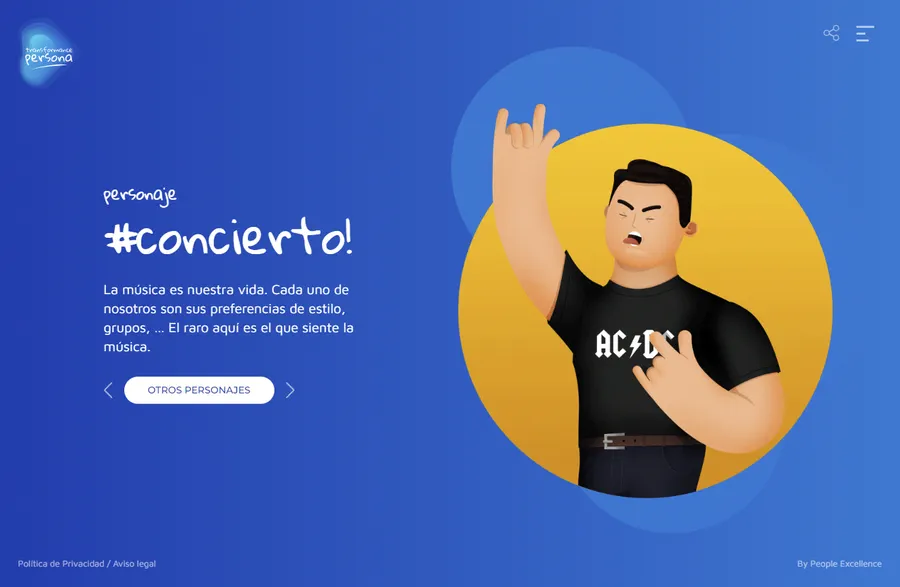 transformance
persona
personaje
#concierto!
La música es nuestra vida. Cada uno de
nosotros son sus preferencias de estilo,
grupos, ... El raro aquí es el que siente la
música.
OTROS PERSONAJES
AC⚡DC
Política de Privacidad / Aviso legal
By People Excellence